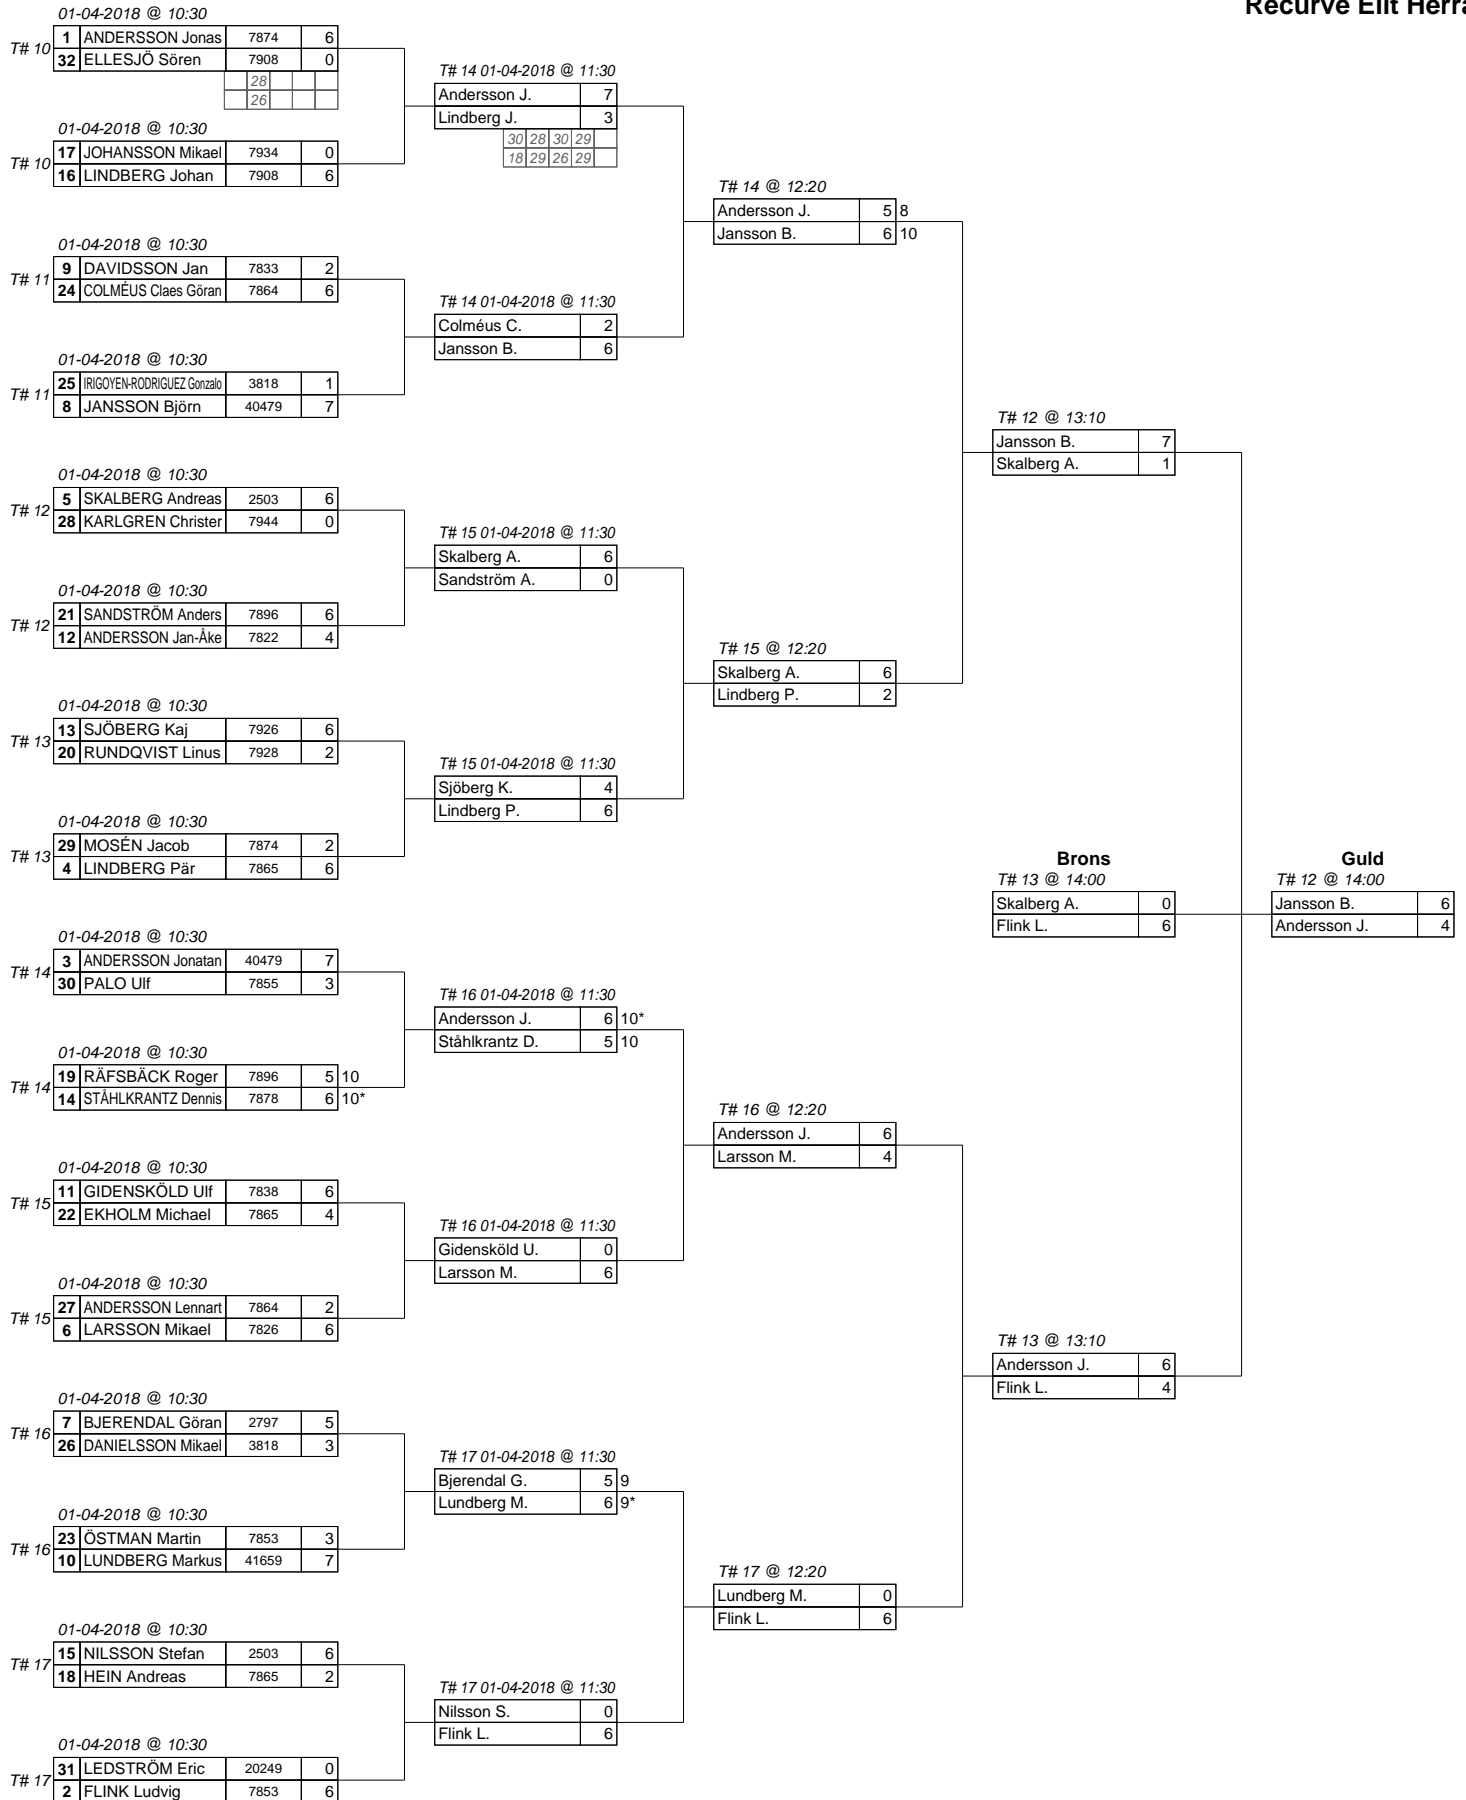 Recurve Elit Herra
01-04-2018 @ 10:30
T# 10
1 ANDERSSON Jonas 7874 6
32 ELLESJÖ Sören 7908 0
28
26
01-04-2018 @ 10:30
T# 10
17 JOHANSSON Mikael 7934 0
16 LINDBERG Johan 7908 6
01-04-2018 @ 10:30
T# 11
9 DAVIDSSON Jan 7833 2
24 COLMÉUS Claes Göran 7864 6
01-04-2018 @ 10:30
T# 11
25 IRIGOYEN-RODRIGUEZ Gonzalo 3818 1
8 JANSSON Björn 40479 7
01-04-2018 @ 10:30
T# 12
5 SKALBERG Andreas 2503 6
28 KARLGREN Christer 7944 0
01-04-2018 @ 10:30
T# 12
21 SANDSTRÖM Anders 7896 6
12 ANDERSSON Jan-Åke 7822 4
01-04-2018 @ 10:30
T# 13
13 SJÖBERG Kaj 7926 6
20 RUNDQVIST Linus 7928 2
01-04-2018 @ 10:30
T# 13
29 MOSÉN Jacob 7874 2
4 LINDBERG Pär 7865 6
01-04-2018 @ 10:30
T# 14
3 ANDERSSON Jonatan 40479 7
30 PALO Ulf 7855 3
01-04-2018 @ 10:30
T# 14
19 RÄFSBÄCK Roger 7896 5 10
14 STÅHLKRANTZ Dennis 7878 6 10*
01-04-2018 @ 10:30
T# 15
11 GIDENSKÖLD Ulf 7838 6
22 EKHOLM Michael 7865 4
01-04-2018 @ 10:30
T# 15
27 ANDERSSON Lennart 7864 2
6 LARSSON Mikael 7826 6
01-04-2018 @ 10:30
T# 16
7 BJERENDAL Göran 2797 5
26 DANIELSSON Mikael 3818 3
01-04-2018 @ 10:30
T# 16
23 ÖSTMAN Martin 7853 3
10 LUNDBERG Markus 41659 7
01-04-2018 @ 10:30
T# 17
15 NILSSON Stefan 2503 6
18 HEIN Andreas 7865 2
01-04-2018 @ 10:30
T# 17
31 LEDSTRÖM Eric 20249 0
2 FLINK Ludvig 7853 6
T# 14 01-04-2018 @ 11:30
Andersson J. 7
Lindberg J. 3
30 28 30 29
18 29 26 29
T# 14 01-04-2018 @ 11:30
Colméus C. 2
Jansson B. 6
T# 15 01-04-2018 @ 11:30
Skalberg A. 6
Sandström A. 0
T# 15 01-04-2018 @ 11:30
Sjöberg K. 4
Lindberg P. 6
T# 16 01-04-2018 @ 11:30
Andersson J. 6 10*
Ståhlkrantz D. 5 10
T# 16 01-04-2018 @ 11:30
Gidensköld U. 0
Larsson M. 6
T# 17 01-04-2018 @ 11:30
Bjerendal G. 5 9
Lundberg M. 6 9*
T# 17 01-04-2018 @ 11:30
Nilsson S. 0
Flink L. 6
T# 14 @ 12:20
Andersson J. 5 8
Jansson B. 6 10
T# 15 @ 12:20
Skalberg A. 6
Lindberg P. 2
T# 16 @ 12:20
Andersson J. 6
Larsson M. 4
T# 17 @ 12:20
Lundberg M. 0
Flink L. 6
T# 12 @ 13:10
Jansson B. 7
Skalberg A. 1
Brons
T# 13 @ 14:00
Skalberg A. 0
Flink L. 6
T# 13 @ 13:10
Andersson J. 6
Flink L. 4
Guld
T# 12 @ 14:00
Jansson B. 6
Andersson J. 4